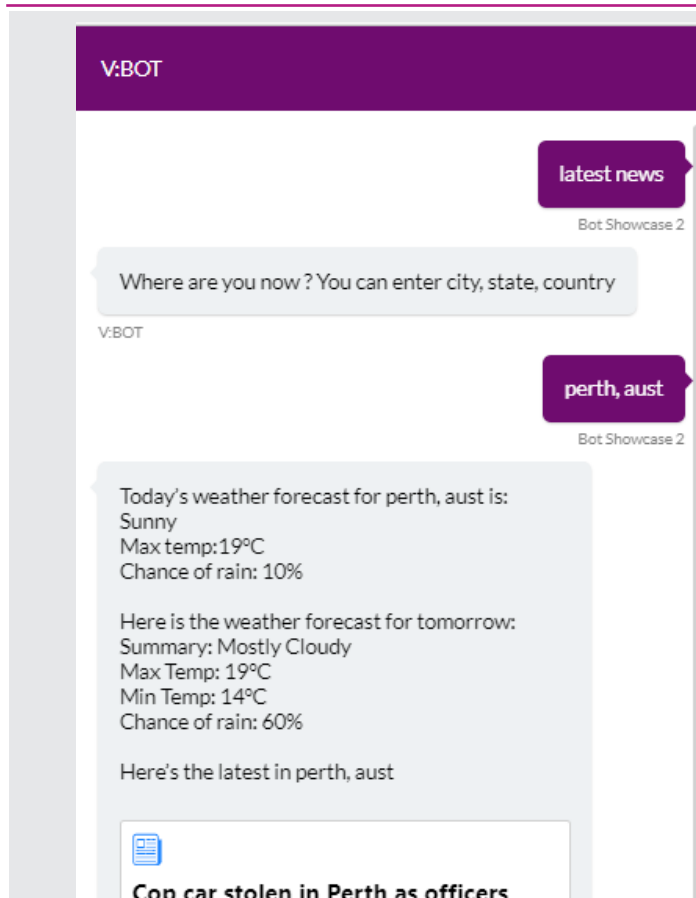 V:BOT
latest news
Bot Showcase 2
Where are you now ? You can enter city, state, country
V:BOT
perth, aust
Bot Showcase 2
Today's weather forecast for perth, aust is:
Sunny
Max temp:19ºC
Chance of rain: 10%
Here is the weather forecast for tomorrow:
Summary: Mostly Cloudy
Max Temp: 19ºC
Min Temp: 14ºC
Chance of rain: 60%
Here's the latest in perth, aust
Cop car stolen in Perth as officers